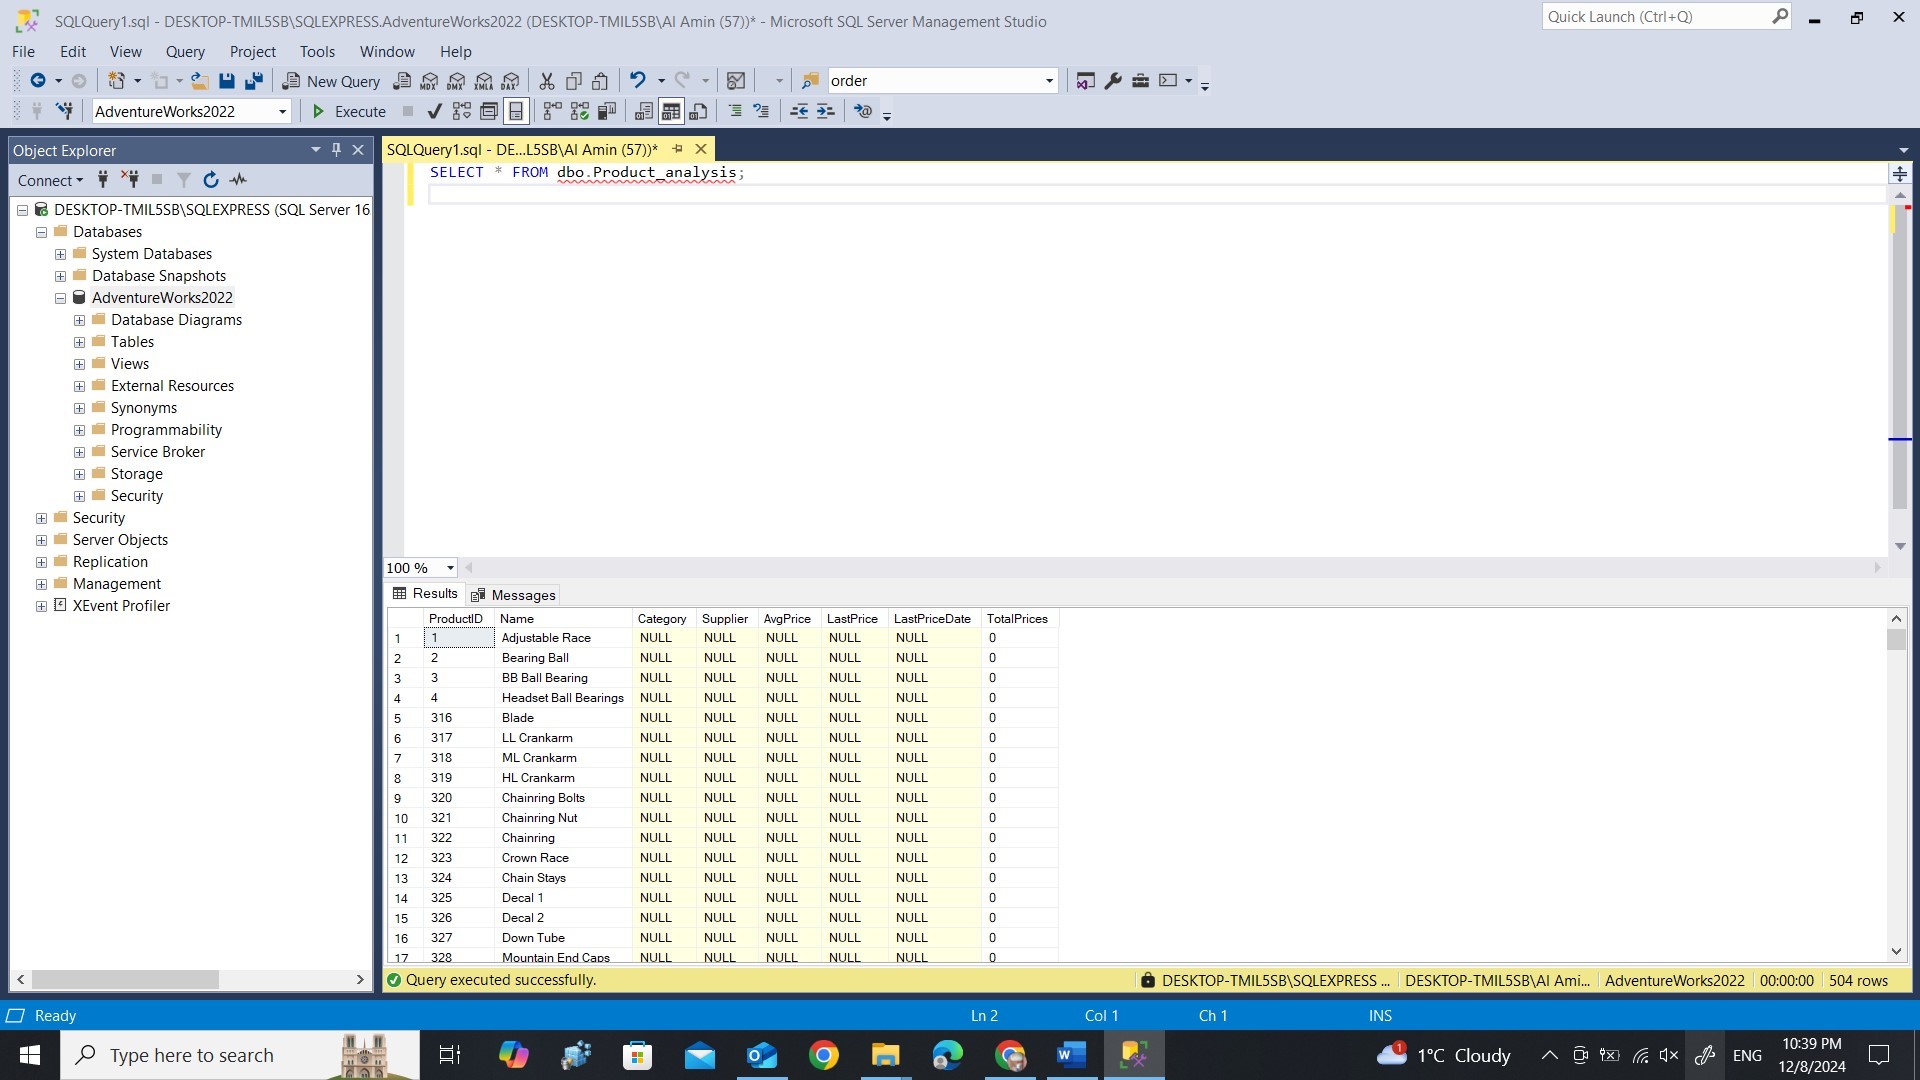 SQLQuery1.sql - DESKTOP-TMIL5SB\SQLEXPRESS.AdventureWorks2022 (DESKTOP-TMIL5SB\Al Amin (57))* - Microsoft SQL Server Management Studio
Quick Launch (Ctrl+Q)
File Edit View Query Project Tools Window Help
New Query MDX DMX XMLA DAX order
AdventureWorks2022 Execute
Object Explorer
SQLQuery1.sql - DE...L5SB\Al Amin (57))*
Connect
SELECT * FROM dbo.Product_analysis;
DESKTOP-TMIL5SB\SQLEXPRESS (SQL Server 16
Databases
System Databases
Database Snapshots
AdventureWorks2022
Database Diagrams
Tables
Views
External Resources
Synonyms
Programmability
Service Broker
Storage
Security
Security
Server Objects
Replication
Management
XEvent Profiler
100 %
Results Messages
ProductID Name Category Supplier AvgPrice LastPrice LastPriceDate TotalPrices
1 1 Adjustable Race NULL NULL NULL NULL NULL 0
2 2 Bearing Ball NULL NULL NULL NULL NULL 0
3 3 BB Ball Bearing NULL NULL NULL NULL NULL 0
4 4 Headset Ball Bearings NULL NULL NULL NULL NULL 0
5 316 Blade NULL NULL NULL NULL NULL 0
6 317 LL Crankarm NULL NULL NULL NULL NULL 0
7 318 ML Crankarm NULL NULL NULL NULL NULL 0
8 319 HL Crankarm NULL NULL NULL NULL NULL 0
9 320 Chainring Bolts NULL NULL NULL NULL NULL 0
10 321 Chainring Nut NULL NULL NULL NULL NULL 0
11 322 Chainring NULL NULL NULL NULL NULL 0
12 323 Crown Race NULL NULL NULL NULL NULL 0
13 324 Chain Stays NULL NULL NULL NULL NULL 0
14 325 Decal 1 NULL NULL NULL NULL NULL 0
15 326 Decal 2 NULL NULL NULL NULL NULL 0
16 327 Down Tube NULL NULL NULL NULL NULL 0
17 328 Mountain End Caps NULL NULL NULL NULL NULL 0
Query executed successfully. DESKTOP-TMIL5SB\SQLEXPRESS ... DESKTOP-TMIL5SB\Al Ami... AdventureWorks2022 00:00:00 504 rows
Ready Ln 2 Col 1 Ch 1 INS
Type here to search
1 1°C Cloudy ENG 10:39 PM
12/8/2024